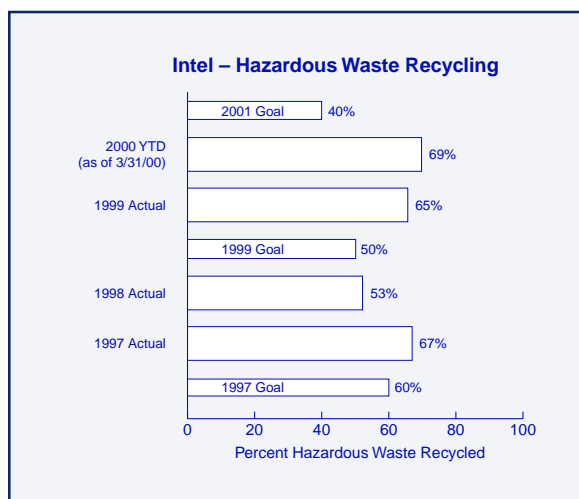 Intel – Hazardous Waste Recycling
2001 Goal 40%
2000 YTD
(as of 3/31/00) 69%
1999 Actual 65%
1999 Goal 50%
1998 Actual 53%
1997 Actual 67%
1997 Goal 60%
0 20 40 60 80 100
Percent Hazardous Waste Recycled